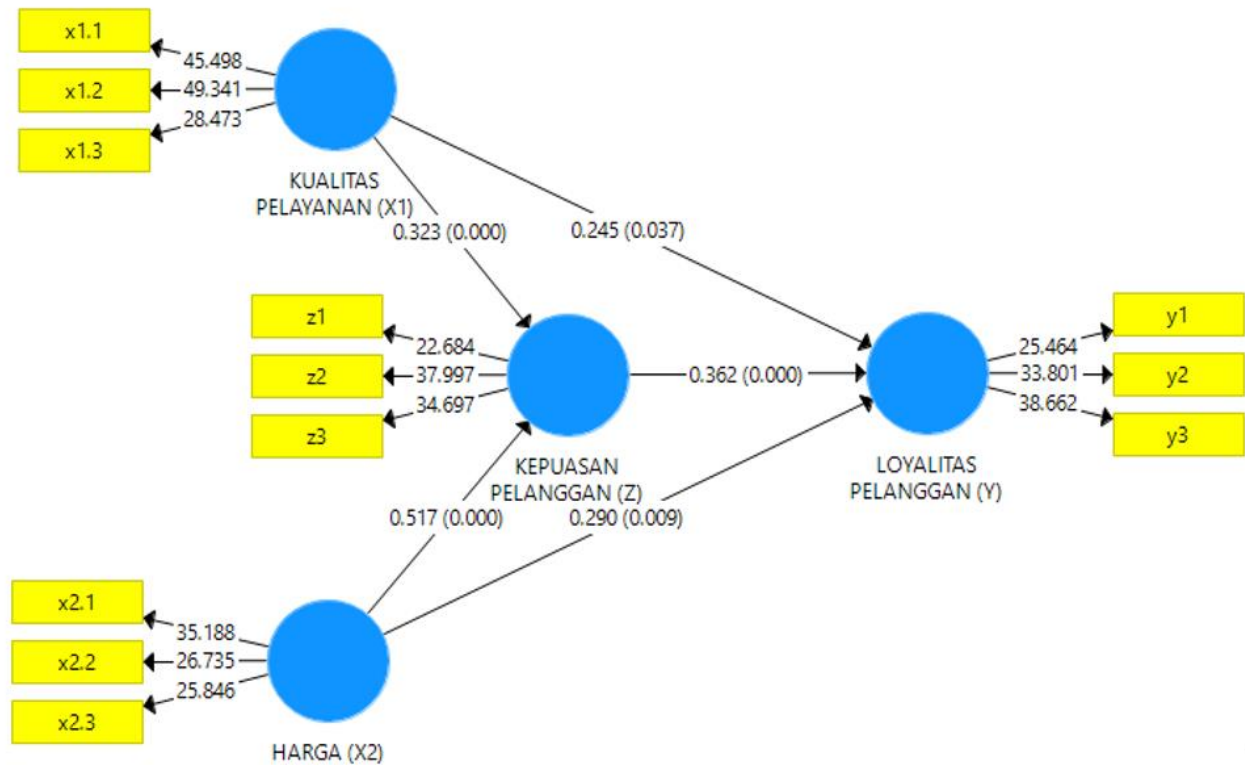 x1.1
45.498
x1.2
49.341
x1.3
28.473
KUALITAS
PELAYANAN (X1)
0.323 (0.000)
0.245 (0.037)
z1
22.684
z2
37.997
z3
34.697
KEPUASAN
PELANGGAN (Z)
0.362 (0.000)
LOYALITAS
PELANGGAN (Y)
25.464
y1
33.801
y2
38.662
y3
0.517 (0.000)
0.290 (0.009)
x2.1
35.188
x2.2
26.735
x2.3
25.846
HARGA (X2)